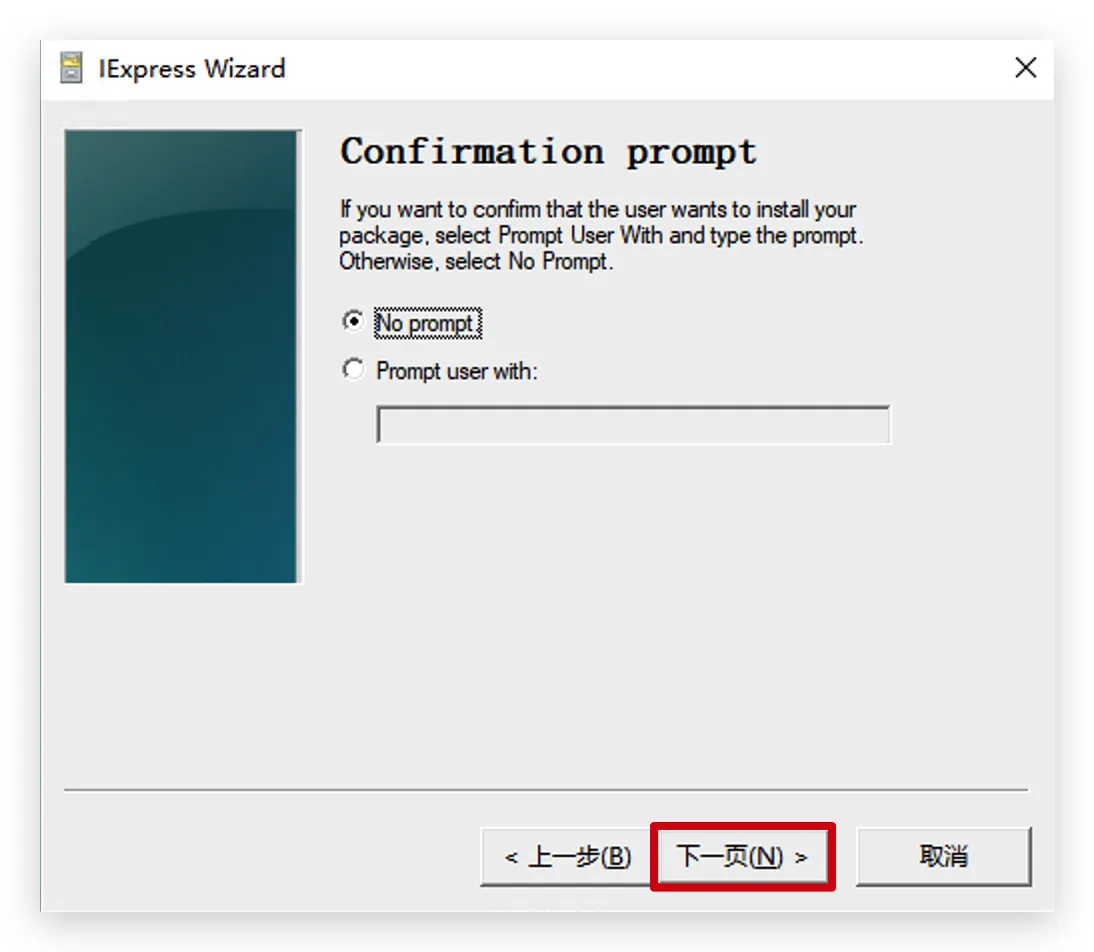 IExpress Wizard
Confirmation prompt
If you want to confirm that the user wants to install your
package, select Prompt User With and type the prompt.
Otherwise, select No Prompt.
No prompt.
Prompt user with:
< 上一步(B)
下一页(N) >
取消